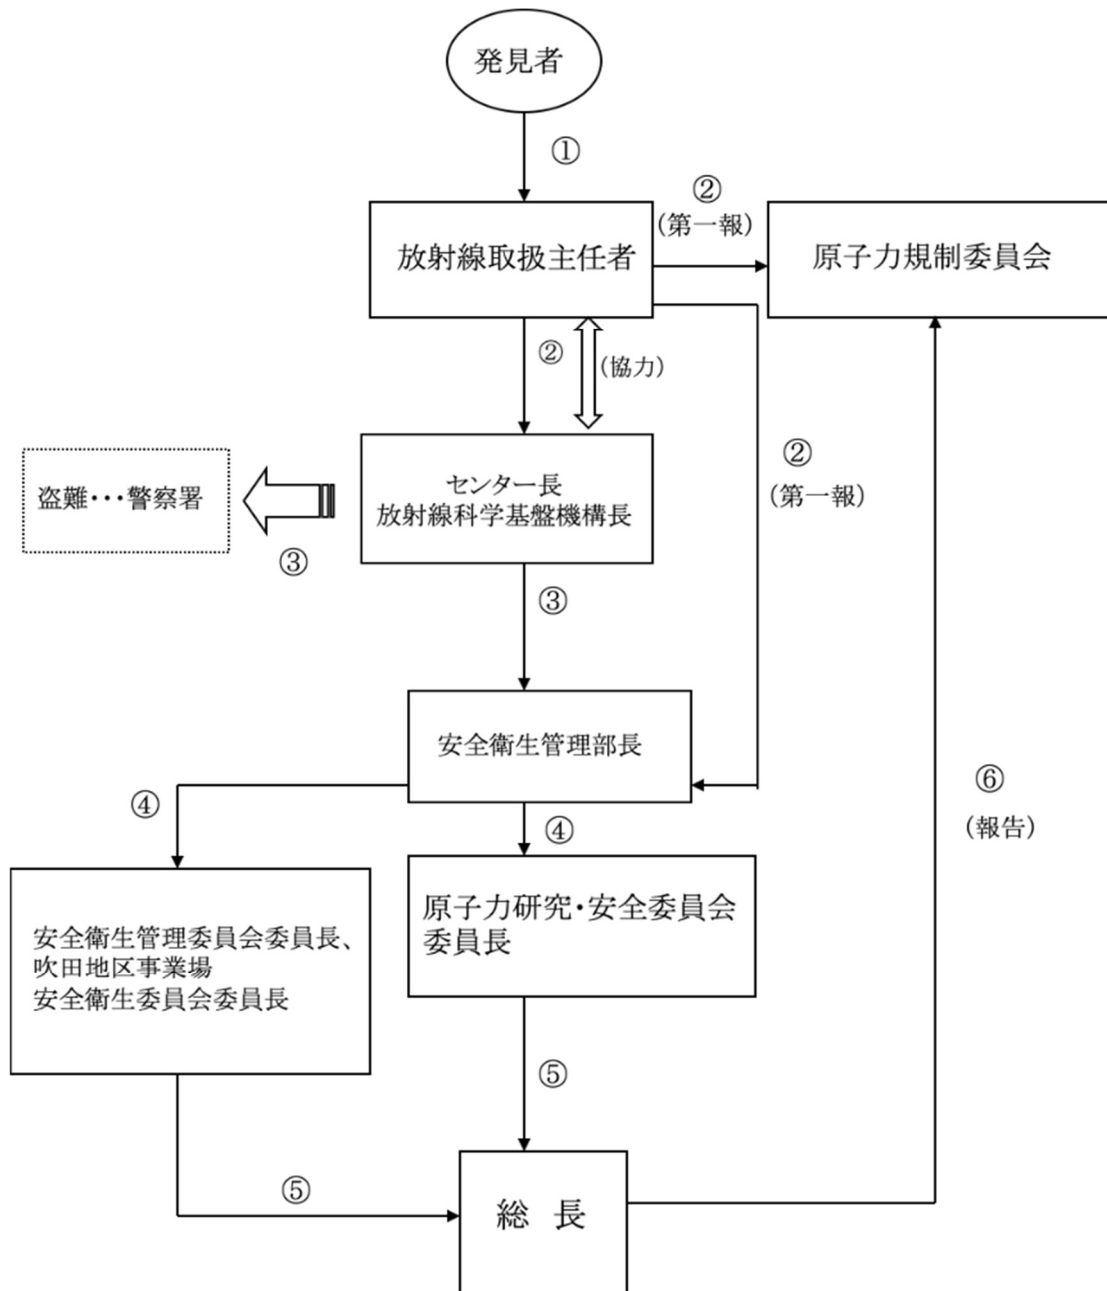 発見者
①
②
(第一報)
放射線取扱主任者
原子力規制委員会
②
(協力)
②
(第一報)
センター長
放射線科学基盤機構長
盗難・・・警察署
③
③
安全衛生管理部長
④
④
⑥
(報告)
安全衛生管理委員会委員長、
吹田地区事業場
安全衛生委員会委員長
原子力研究・安全委員会
委員長
⑤
⑤
総 長